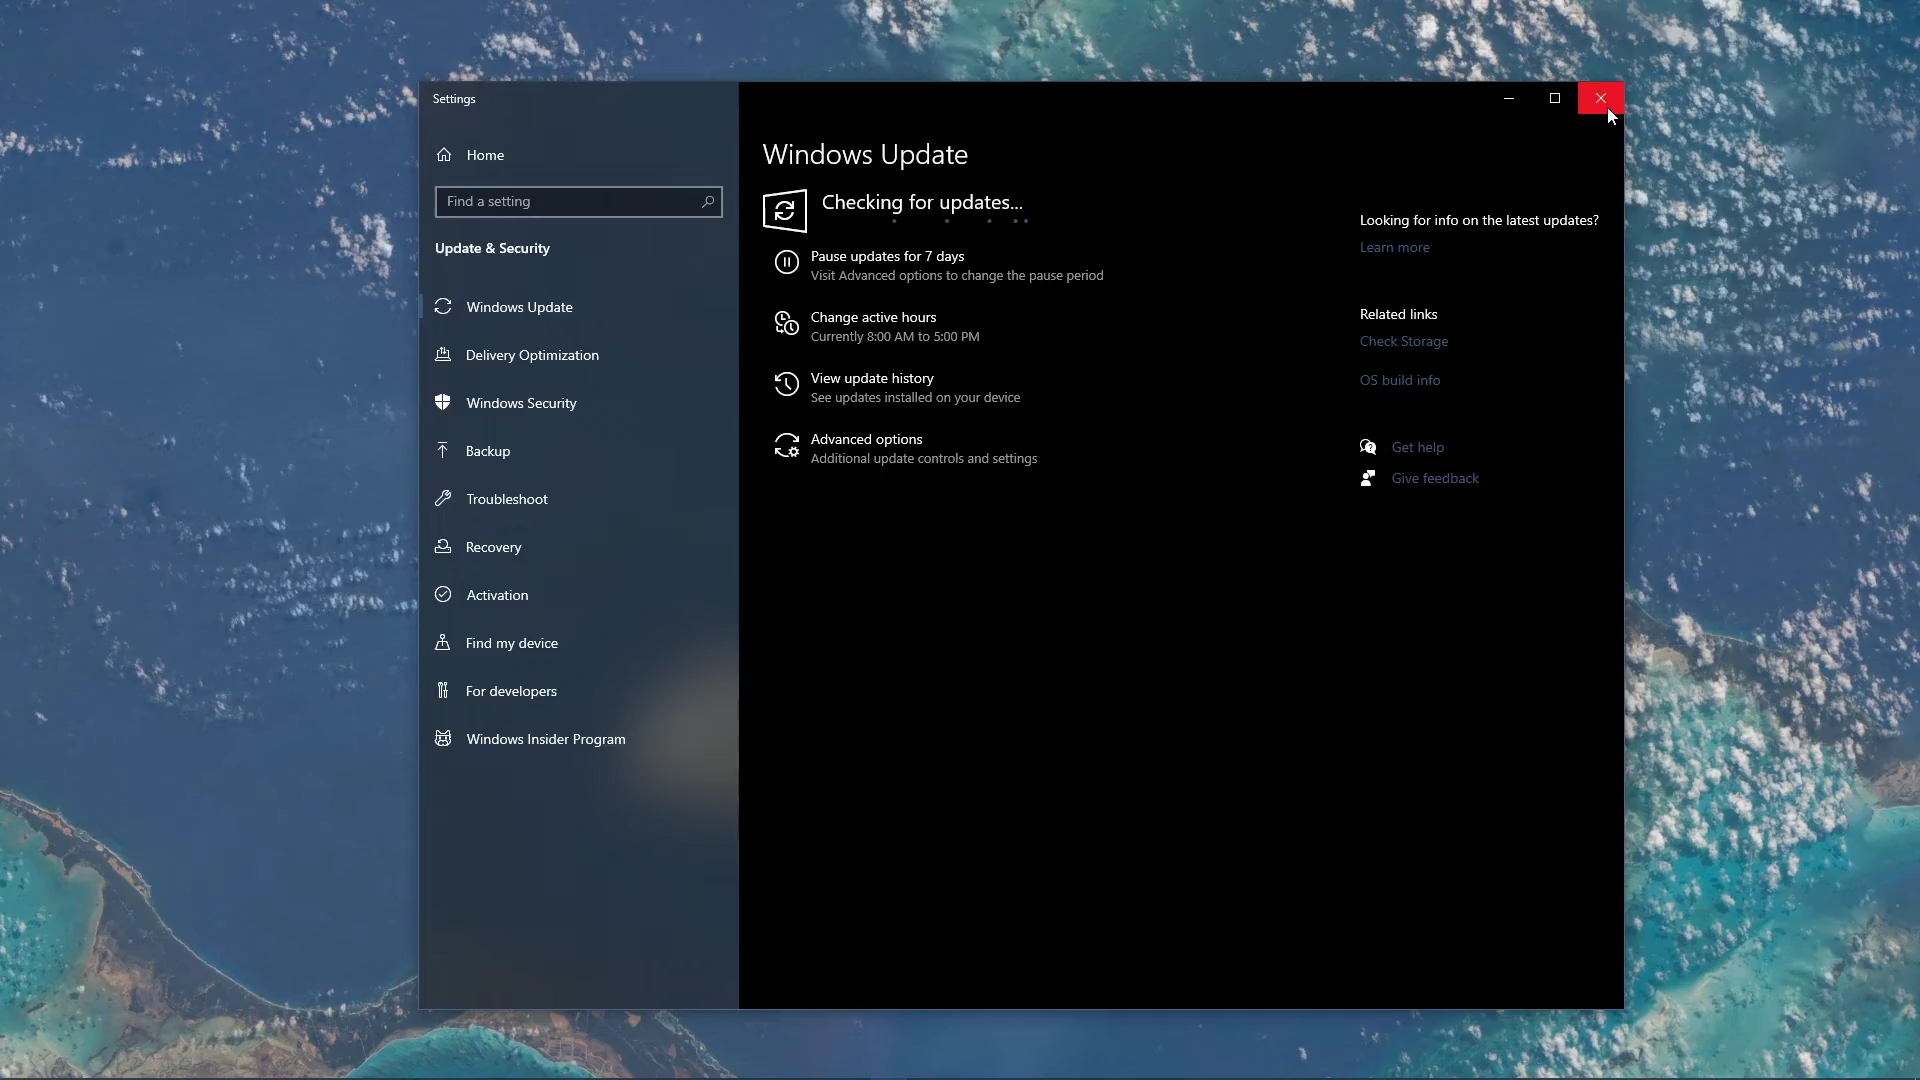 Settings
Home
Find a setting
Update & Security
Windows Update
Delivery Optimization
Windows Security
Backup
Troubleshoot
Recovery
Activation
Find my device
For developers
Windows Insider Program
Windows Update
Checking for updates...
Pause updates for 7 days
Visit Advanced options to change the pause period
Change active hours
Currently 8:00 AM to 5:00 PM
View update history
See updates installed on your device
Advanced options
Additional update controls and settings
Looking for info on the latest updates?
Learn more
Related links
Check Storage
OS build info
Get help
Give feedback